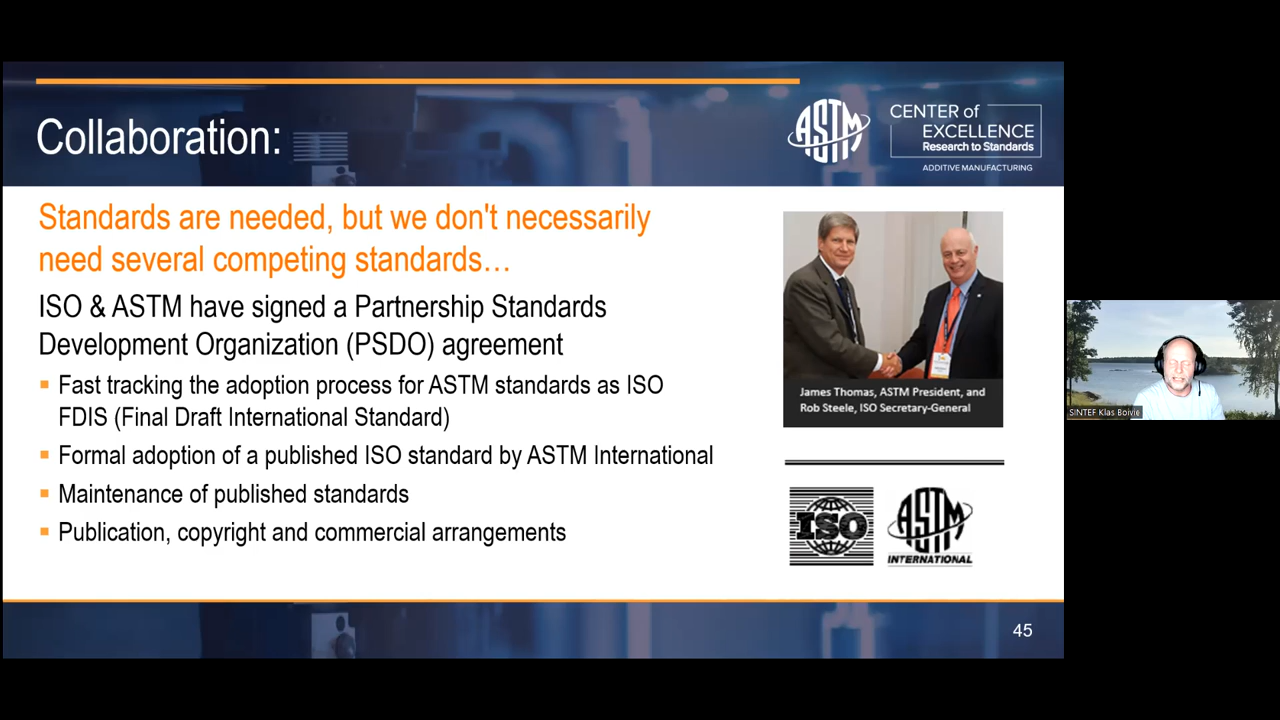 Collaboration:
ASTM
CENTER of
EXCELLENCE
Research to Standards
ADDITIVE MANUFACTURING
Standards are needed, but we don't necessarily
need several competing standards…
ISO & ASTM have signed a Partnership Standards
Development Organization (PSDO) agreement
Fast tracking the adoption process for ASTM standards as ISO
FDIS (Final Draft International Standard)
Formal adoption of a published ISO standard by ASTM International
Maintenance of published standards
Publication, copyright and commercial arrangements
James Thomas, ASTM President, and
Rob Steele, ISO Secretary-General
ISO
ASTM
INTERNATIONAL
45
SINTEF Klas Boivie